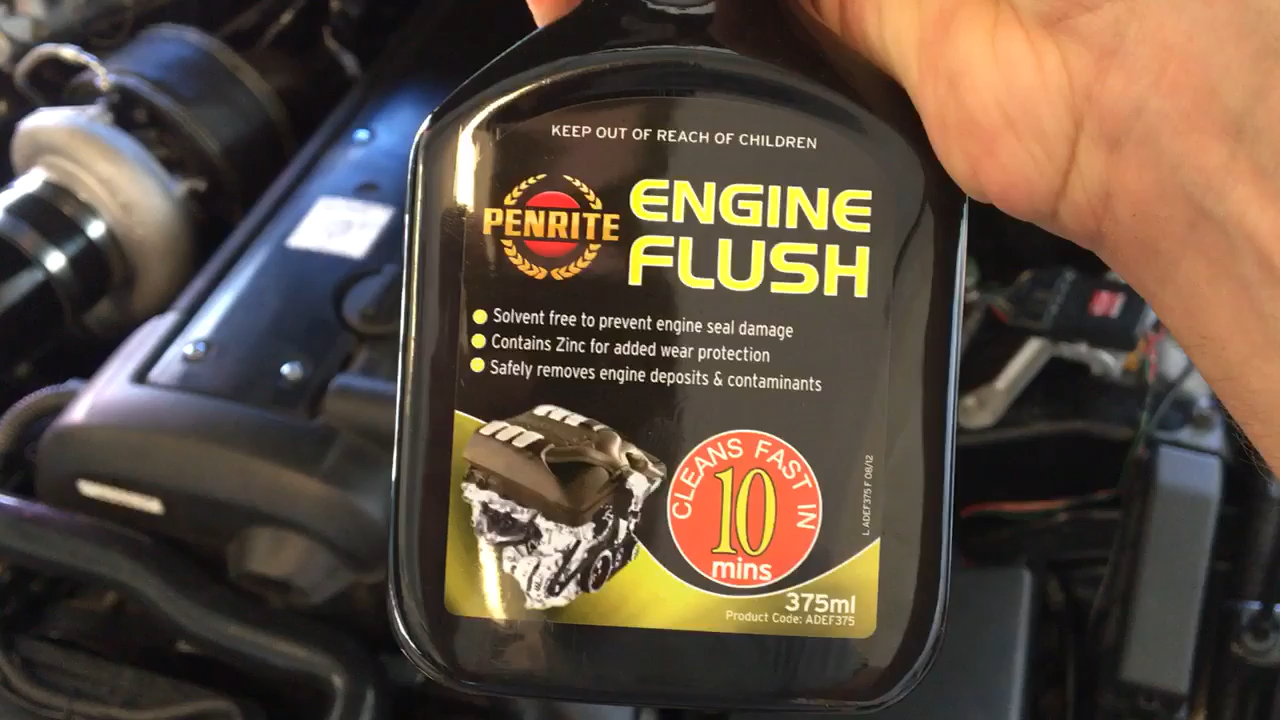 KEEP OUT OF REACH OF CHILDREN
PENRITE
ENGINE
FLUSH
Solvent free to prevent engine seal damage
Contains Zinc for added wear protection
Safely removes engine deposits & contaminants
CLEANS FAST IN
10
mins
L ADEF375 F 08/12
375ml
Product Code: ADEF375